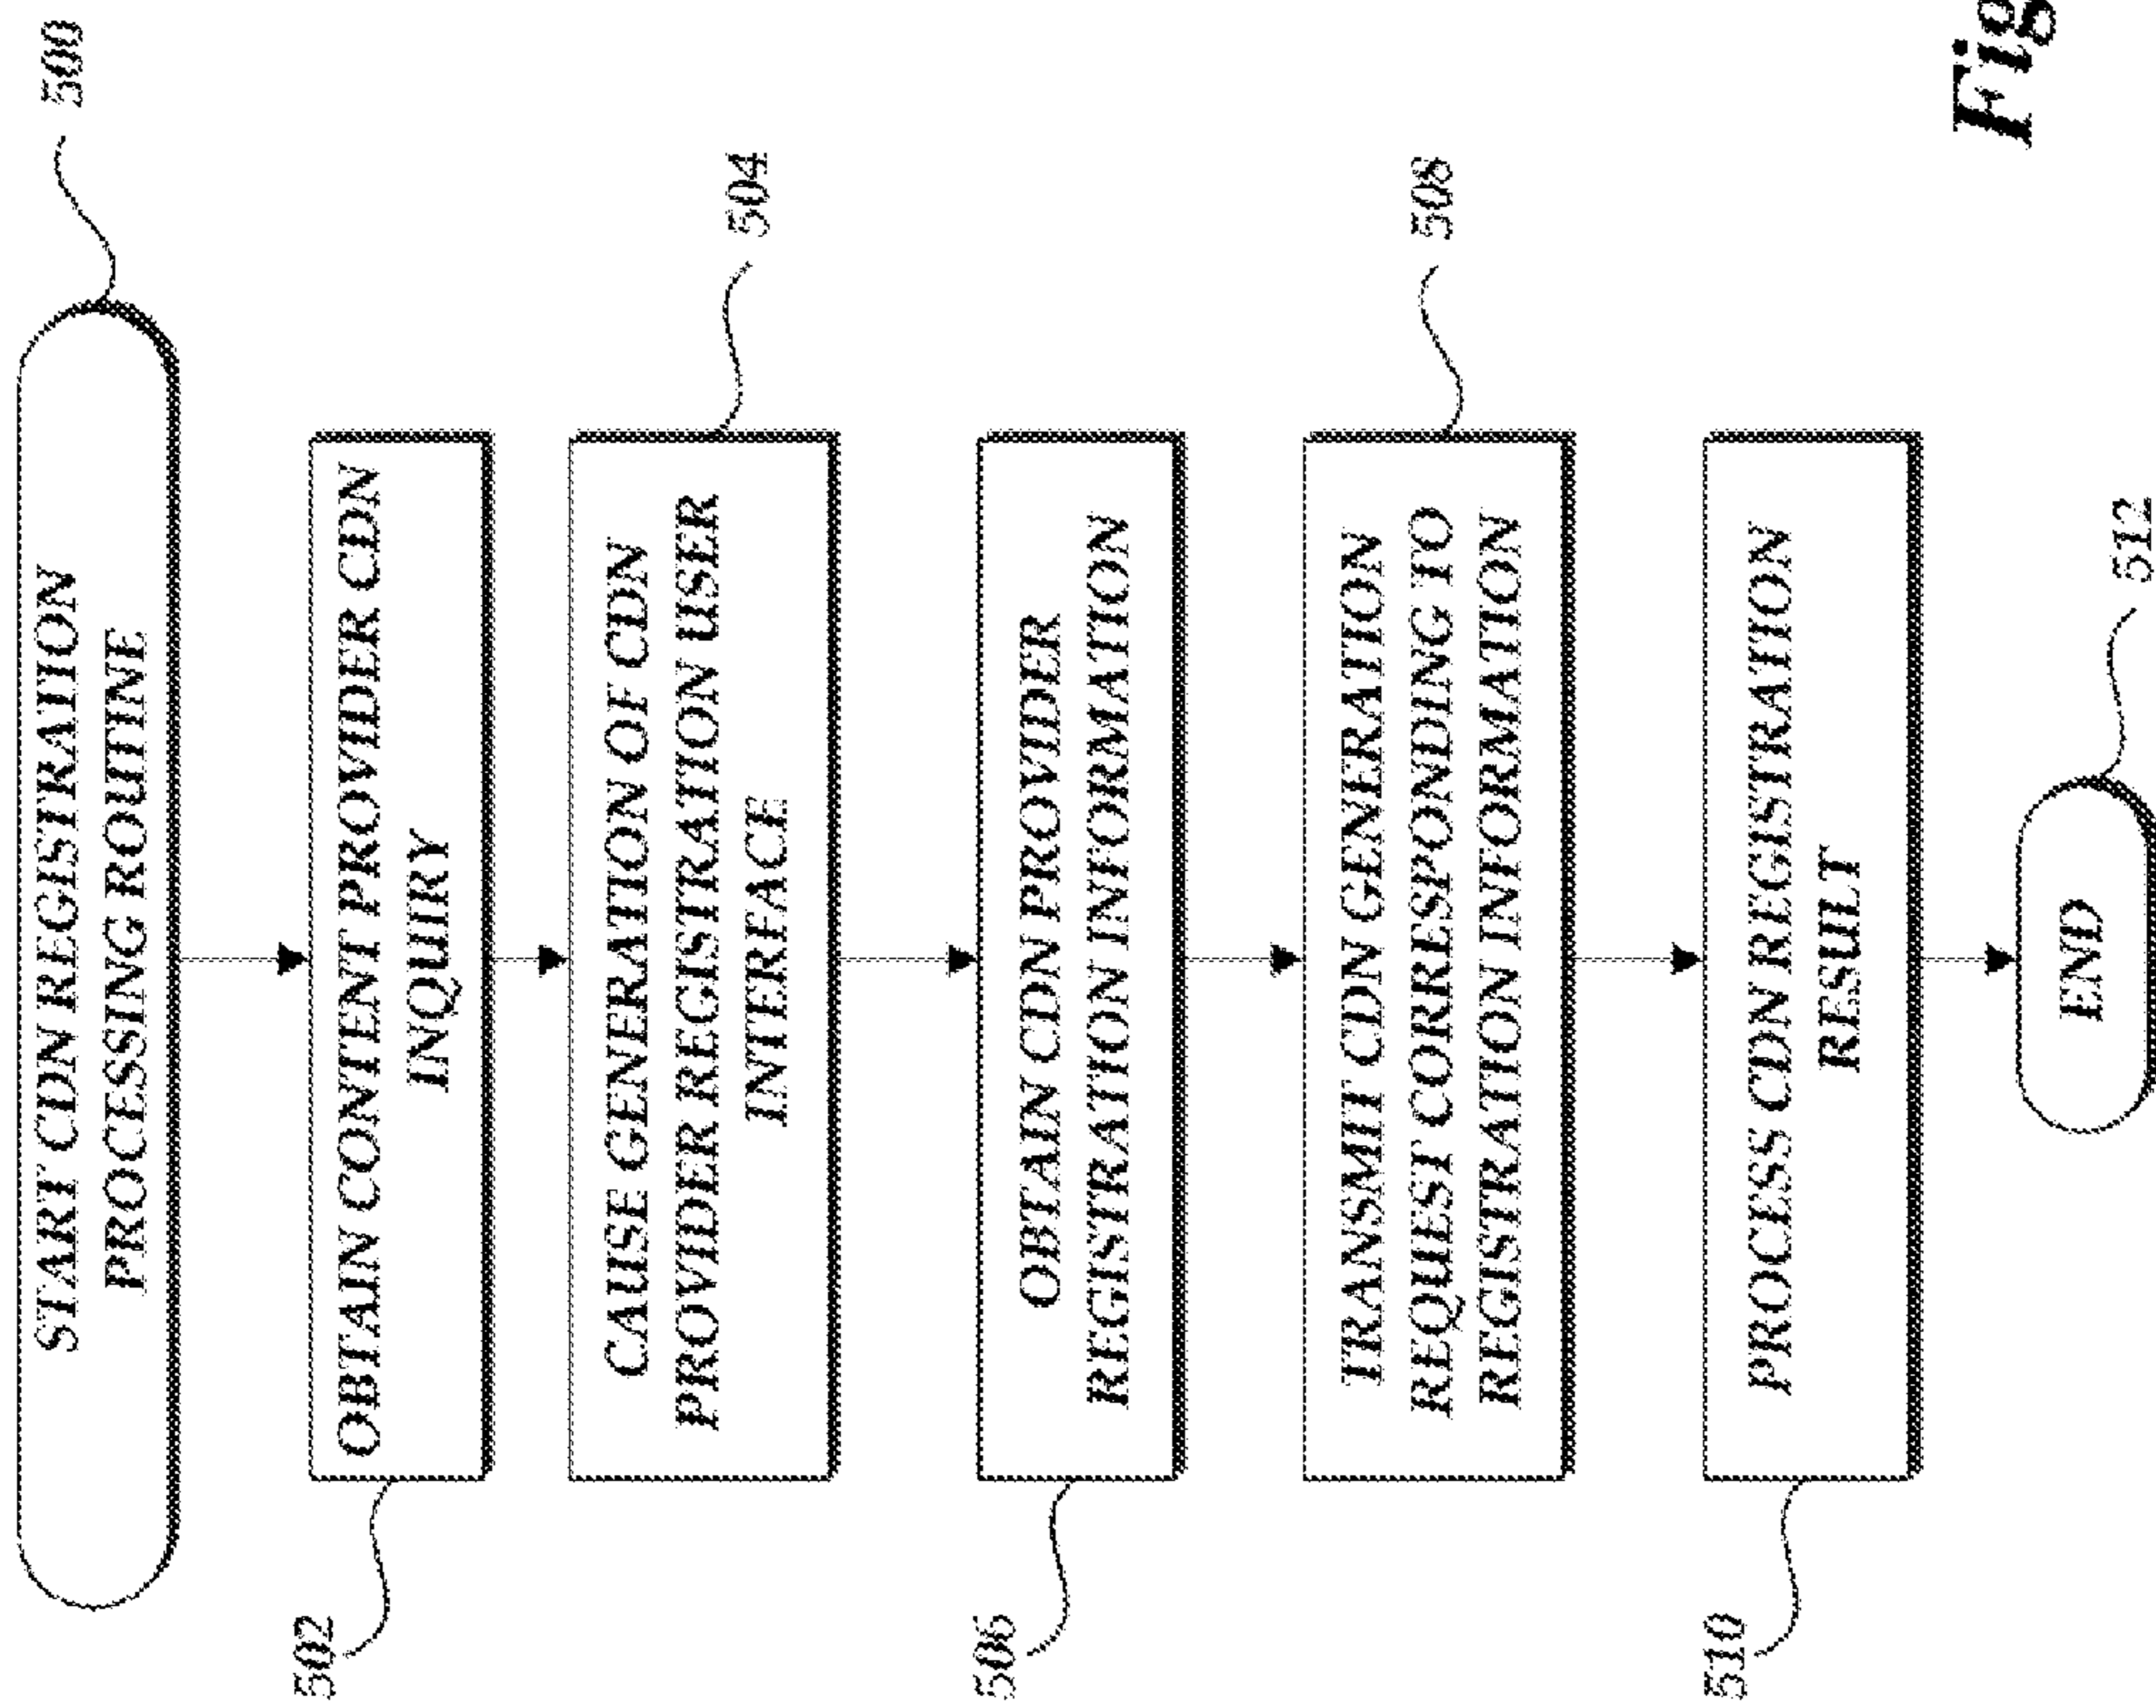 500
START CDN REGISTRATION
PROCESSING ROUTINE
502
OBTAIN CONTENT PROVIDER CDN
INQUIRY
504
CAUSE GENERATION OF CDN
PROVIDER REGISTRATION USER
INTERFACE
506
OBTAIN CDN PROVIDER
REGISTRATION INFORMATION
508
TRANSMIT CDN GENERATION
REQUEST CORRESPONDING TO
REGISTRATION INFORMATION
510
PROCESS CDN REGISTRATION
RESULT
512
END
Fig